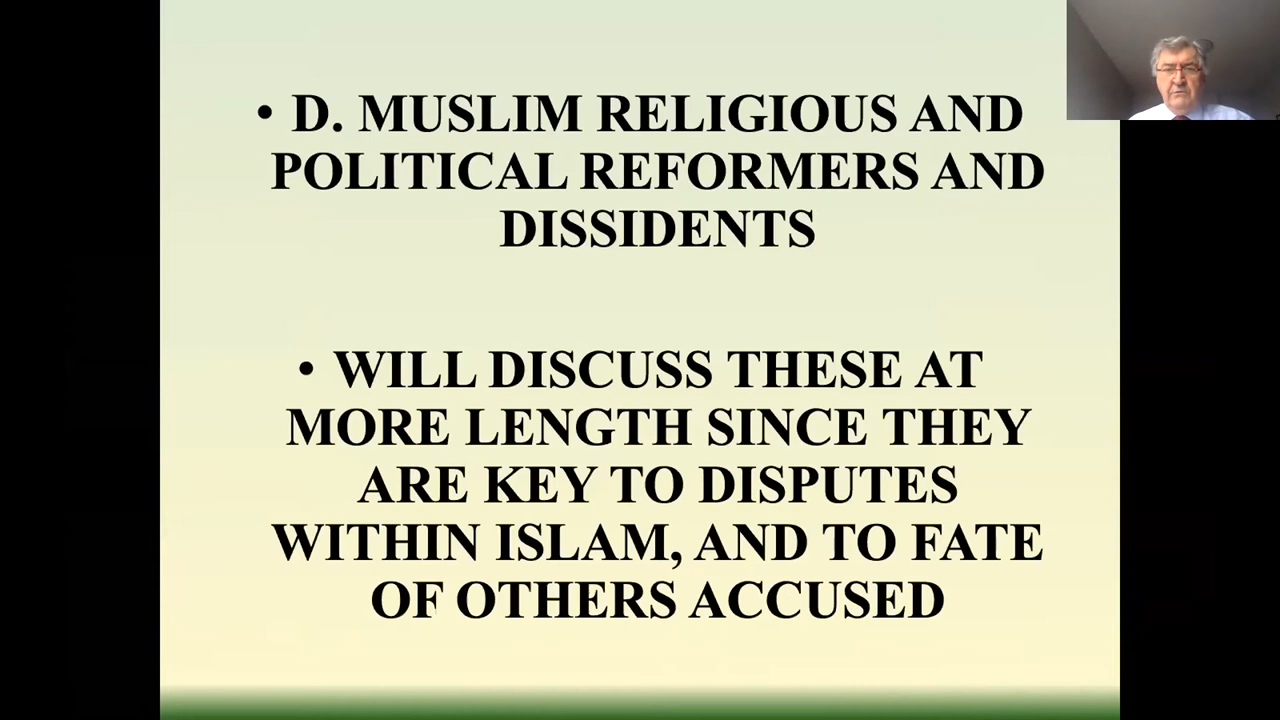 • D. MUSLIM RELIGIOUS AND
POLITICAL REFORMERS AND
DISSIDENTS
• WILL DISCUSS THESE AT
MORE LENGTH SINCE THEY
ARE KEY TO DISPUTES
WITHIN ISLAM, AND TO FATE
OF OTHERS ACCUSED